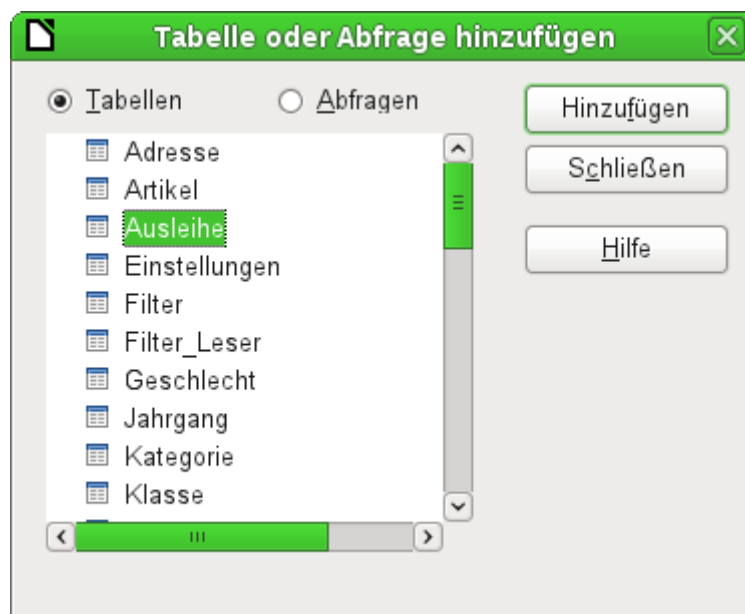 Tabelle oder Abfrage hinzufügen
Tabellen
Abfragen
Hinzufügen
Adresse
Schließen
Artikel
Ausleihe
Hilfe
Einstellungen
Filter
Filter_Leser
Geschlecht
Jahrgang
Kategorie
Klasse